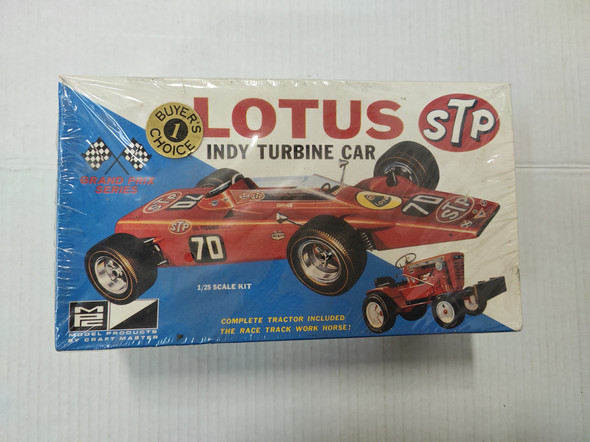 BUYER'S
1
CHOICE
LOTUS
STP
INDY TURBINE CAR
GRAND PRIX
SERIES
STP
70
70
STP
1/25 SCALE KIT
MPC
MODEL PRODUCTS
BY CRAFT MASTER
COMPLETE TRACTOR INCLUDED:
THE RACE TRACK WORK HORSE!